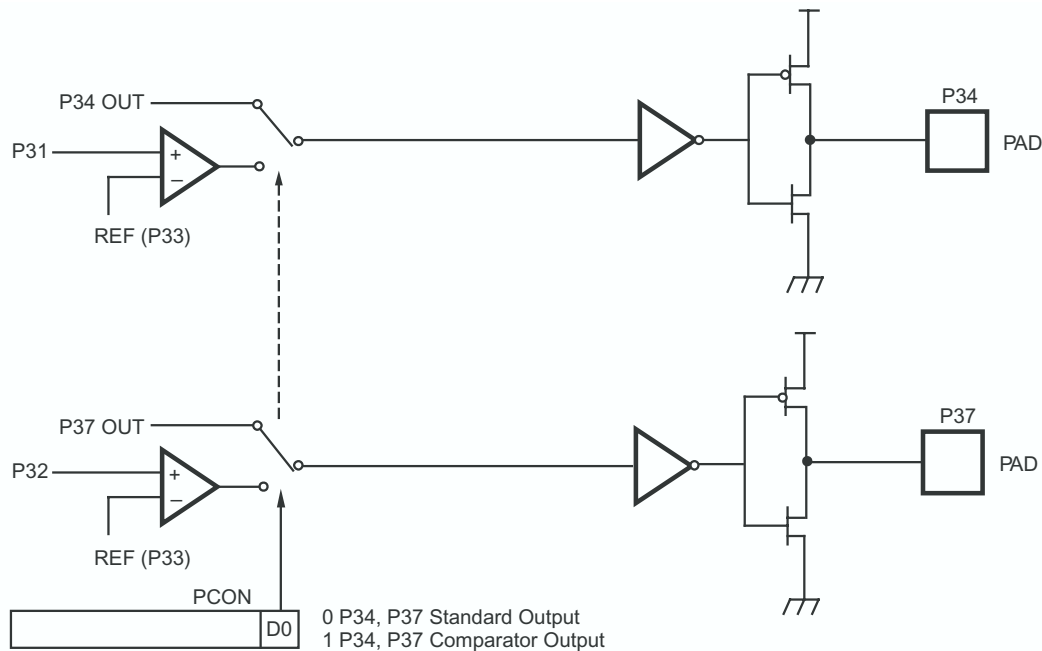 P34 OUT
P31
+
−
REF (P33)
P34
PAD
P37 OUT
P32
+
−
REF (P33)
P37
PAD
PCON
D0
0 P34, P37 Standard Output
1 P34, P37 Comparator Output